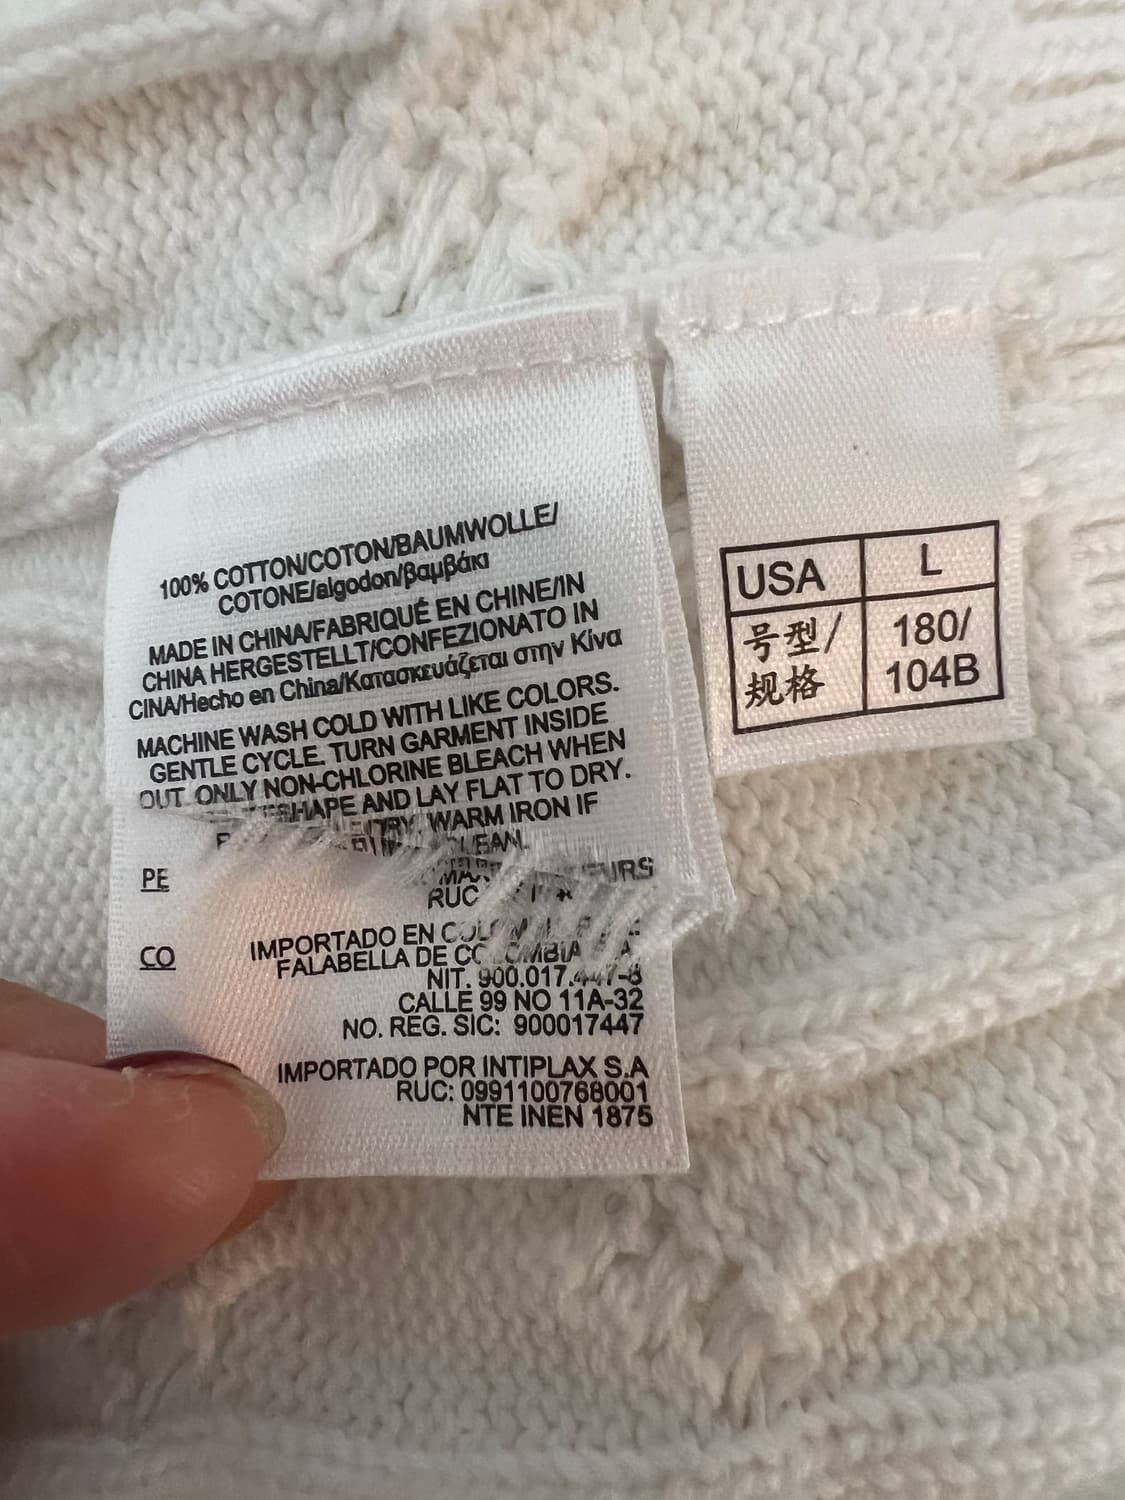 100% COTTON/COTON/BAUMWOLLE/
COTONE/algodon/βαμβάκι
MADE IN CHINA/FABRIQUÉ EN CHINE/IN
CHINA HERGESTELLT/CONFEZIONATO IN
CINA/Hecho en China/Κατασκευάζεται στην Κίνα
MACHINE WASH COLD WITH LIKE COLORS.
GENTLE CYCLE. TURN GARMENT INSIDE
OUT. ONLY NON-CHLORINE BLEACH WHEN
AND LAY FLAT TO DRY.
WARM IRON IF
PE
RUC
CO
IMPORTADO EN
FALABELLA DE
NIT. 900.017.
CALLE 99 NO 11A-32
NO. REG. SIC: 900017447
IMPORTADO POR INTIPLAX S.A
RUC: 0991100768001
NTE INEN 1875
USA L
号型/ 180/
规格 104B